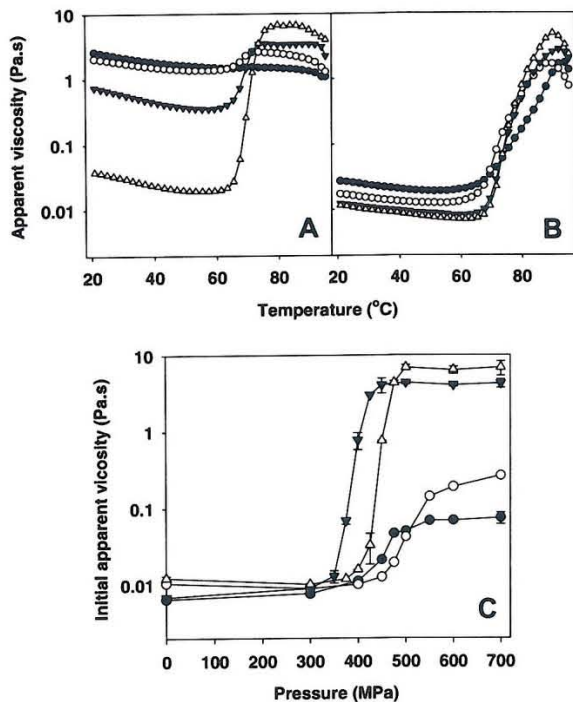 10
1
0.1
0.01
Apparent viscosity (Pa.s)
A
B
20 40 60 80 20 40 60 80
Temperature (°C)
10
1
0.1
0.01
Initial apparent vicosity (Pa.s)
C
0 100 200 300 400 500 600 700
Pressure (MPa)